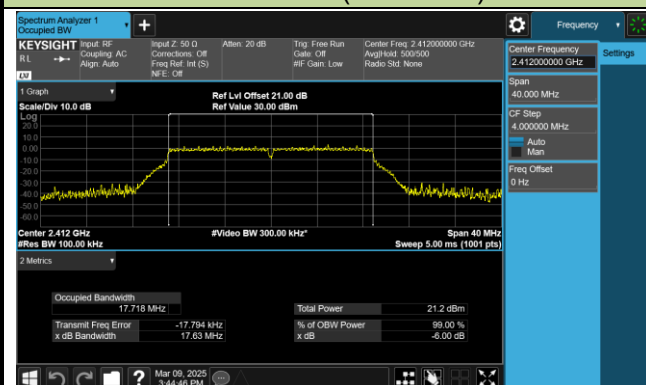 Spectrum Analyzer 1
Occupied BW
+
Frequency
KEYSIGHT
RL
Input: RF
Coupling: AC
Align: Auto
Input Z: 50 Ω
Corrections: Off
Freq Ref: Int (S)
NFE: Off
Atten: 20 dB
Trig: Free Run
Gate: Off
#IF Gain: Low
Center Freq: 2.412000000 GHz
Avg|Hold: 500/500
Radio Std: None
Center Frequency
2.412000000 GHz
Settings
Span
40.000 MHz
CF Step
4.000000 MHz
Auto
Man
Freq Offset
0 Hz
1 Graph
Scale/Div 10.0 dB
Ref Lvl Offset 21.00 dB
Ref Value 30.00 dBm
Log
20.0
10.0
0.00
-10.0
-20.0
-30.0
-40.0
-50.0
-60.0
Center 2.412 GHz
#Res BW 100.00 kHz
#Video BW 300.00 kHz*
Span 40 MHz
Sweep 5.00 ms (1001 pts)
2 Metrics
Occupied Bandwidth
17.718 MHz
Total Power 21.2 dBm
Transmit Freq Error -17.794 kHz
% of OBW Power 99.00 %
x dB Bandwidth 17.63 MHz
x dB -6.00 dB
?
Mar 09, 2025
3:44:46 PM